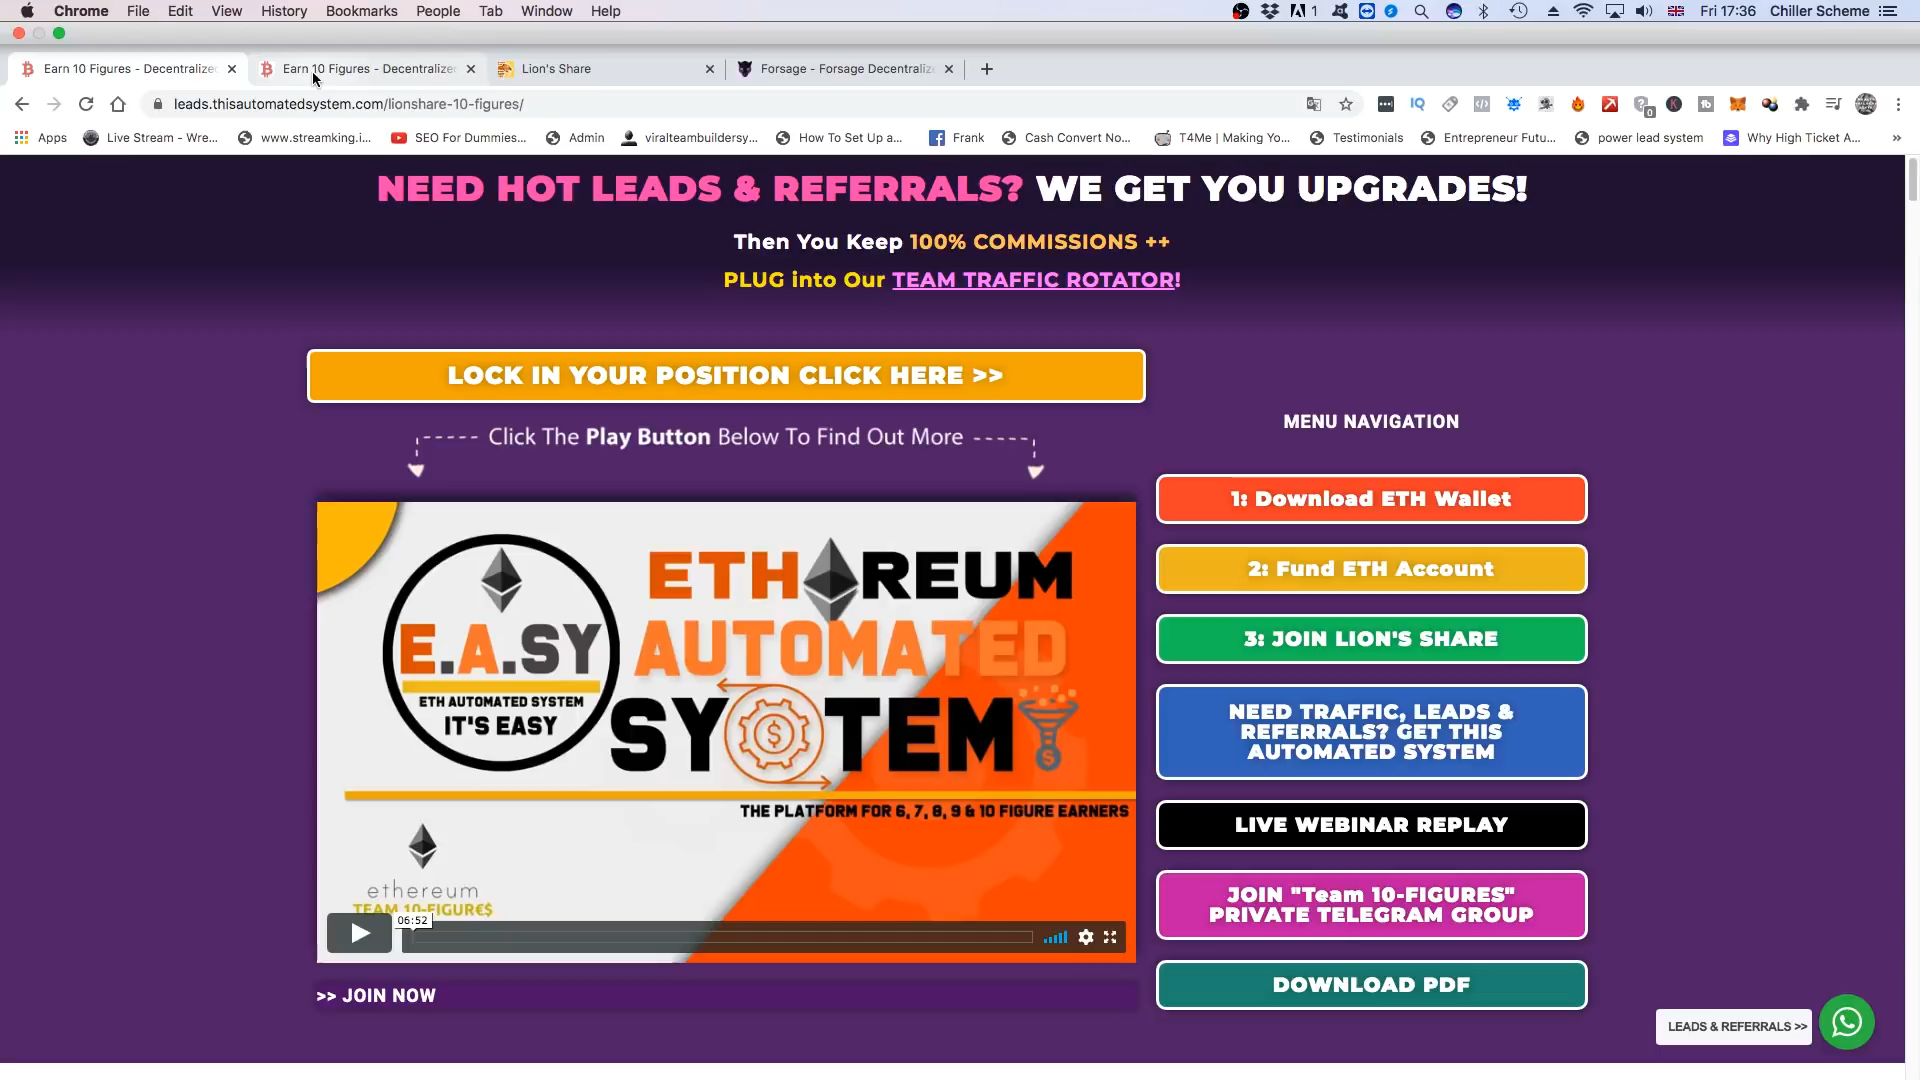 Chrome File Edit View History Bookmarks People Tab Window Help
1 Fri 17:36 Chiller Scheme
Earn 10 Figures - Decentralize Earn 10 Figures - Decentralize Lion's Share Forsage - Forsage Decentraliz
leads.thisautomatedsystem.com/lionshare-10-figures/
Apps Live Stream - Wre... www.streamking.i... SEO For Dummies... Admin viralteambuildersy... How To Set Up a... Frank Cash Convert No... T4Me | Making Yo... Testimonials Entrepreneur Futu... power lead system Why High Ticket A...
NEED HOT LEADS & REFERRALS? WE GET YOU UPGRADES!
Then You Keep 100% COMMISSIONS ++
PLUG into Our TEAM TRAFFIC ROTATOR!
LOCK IN YOUR POSITION CLICK HERE >>
Click The Play Button Below To Find Out More
E.A.SY
ETH AUTOMATED SYSTEM
IT'S EASY
ETHEREUM
AUTOMATED
SYSTEM
THE PLATFORM FOR 6, 7, 8, 9 & 10 FIGURE EARNERS
ethereum
TEAM 10-FIGUR€$
06:52
>> JOIN NOW
MENU NAVIGATION
1: Download ETH Wallet
2: Fund ETH Account
3: JOIN LION'S SHARE
NEED TRAFFIC, LEADS &
REFERRALS? GET THIS
AUTOMATED SYSTEM
LIVE WEBINAR REPLAY
JOIN "Team 10-FIGURES"
PRIVATE TELEGRAM GROUP
DOWNLOAD PDF
LEADS & REFERRALS >>